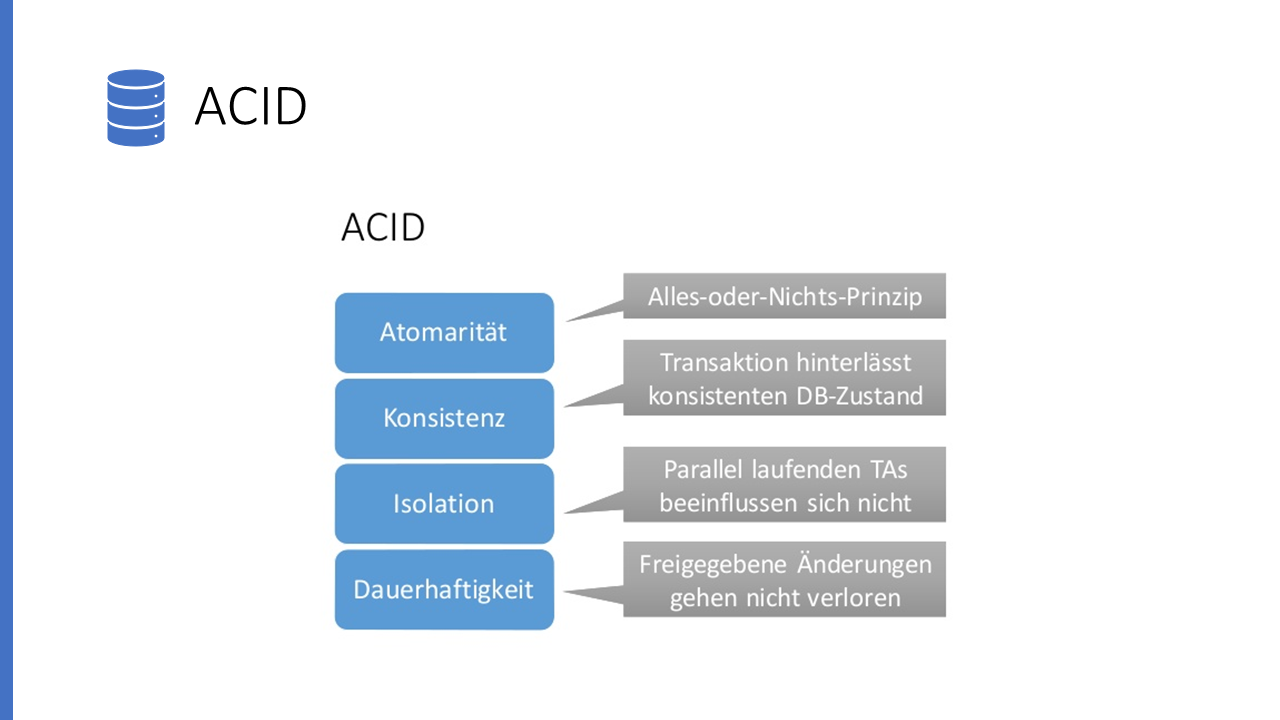 ACID
ACID
Atomarität
Alles-oder-Nichts-Prinzip
Konsistenz
Transaktion hinterlässt
konsistenten DB-Zustand
Isolation
Parallel laufenden TAs
beeinflussen sich nicht
Dauerhaftigkeit
Freigegebene Änderungen
gehen nicht verloren